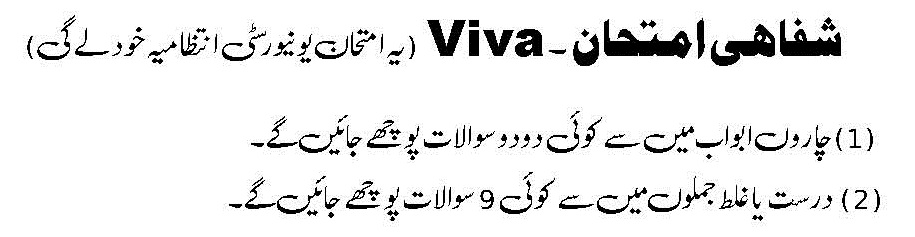 شفاهی امتحان۔Viva (یہ امتحان یونیورسٹی انتظامیہ خود لے گی)
(1) چاروں ابواب میں سے کوئی دو دو سوالات پوچھے جائیں گے۔
(2) درست یا غلط جملوں میں سے کوئی 9 سوالات پوچھے جائیں گے۔